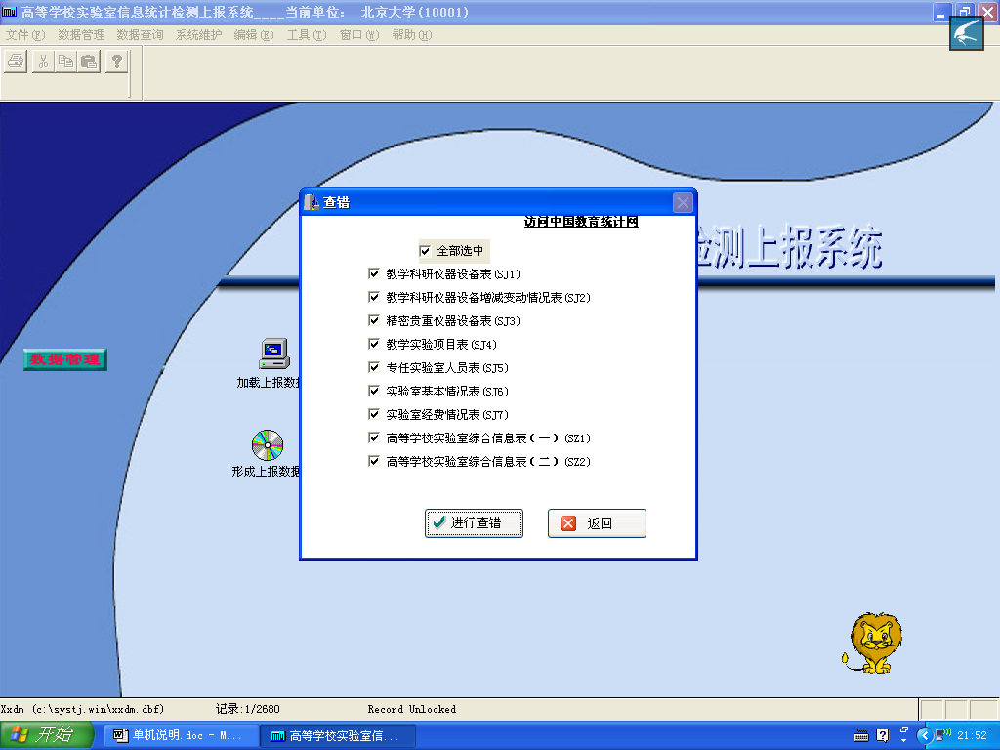 高等学校实验室信息统计检测上报系统____当前单位: 北京大学(10001)
文件(F) 数据管理 数据查询 系统维护 编辑(E) 工具(T) 窗口(W) 帮助(H)
查错
访问中国教育统计网
全部选中
检测上报系统
教学科研仪器设备表(SJ1)
教学科研仪器设备增减变动情况表(SJ2)
精密贵重仪器设备表(SJ3)
教学实验项目表(SJ4)
数据管理
专任实验室人员表(SJ5)
加载上报数据
实验室基本情况表(SJ6)
实验室经费情况表(SJ7)
高等学校实验室综合信息表(一)(SZ1)
高等学校实验室综合信息表(二)(SZ2)
形成上报数据
进行查错 返回
Xxdm (c:\systj.win\xxdm.dbf) 记录:1/2680 Record Unlocked
开始 单机说明.doc - M... 高等学校实验室信... 21:52